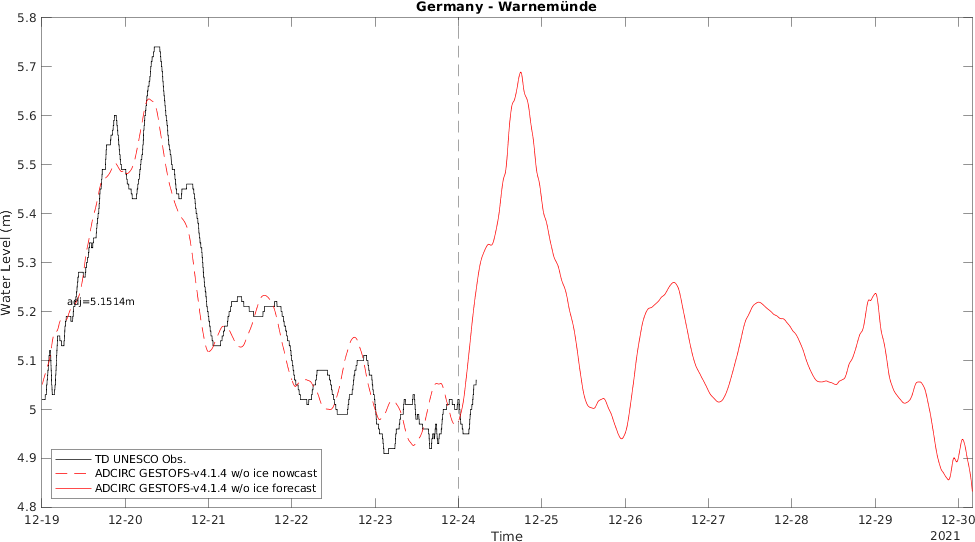 Germany - Warnemünde
5.8
5.7
5.6
5.5
5.4
5.3
5.2
5.1
5
4.9
4.8
Water Level (m)
adj=5.1514m
TD UNESCO Obs.
ADCIRC GESTOFS-v4.1.4 w/o ice nowcast
ADCIRC GESTOFS-v4.1.4 w/o ice forecast
12-19 12-20 12-21 12-22 12-23 12-24 12-25 12-26 12-27 12-28 12-29 12-30
Time
2021